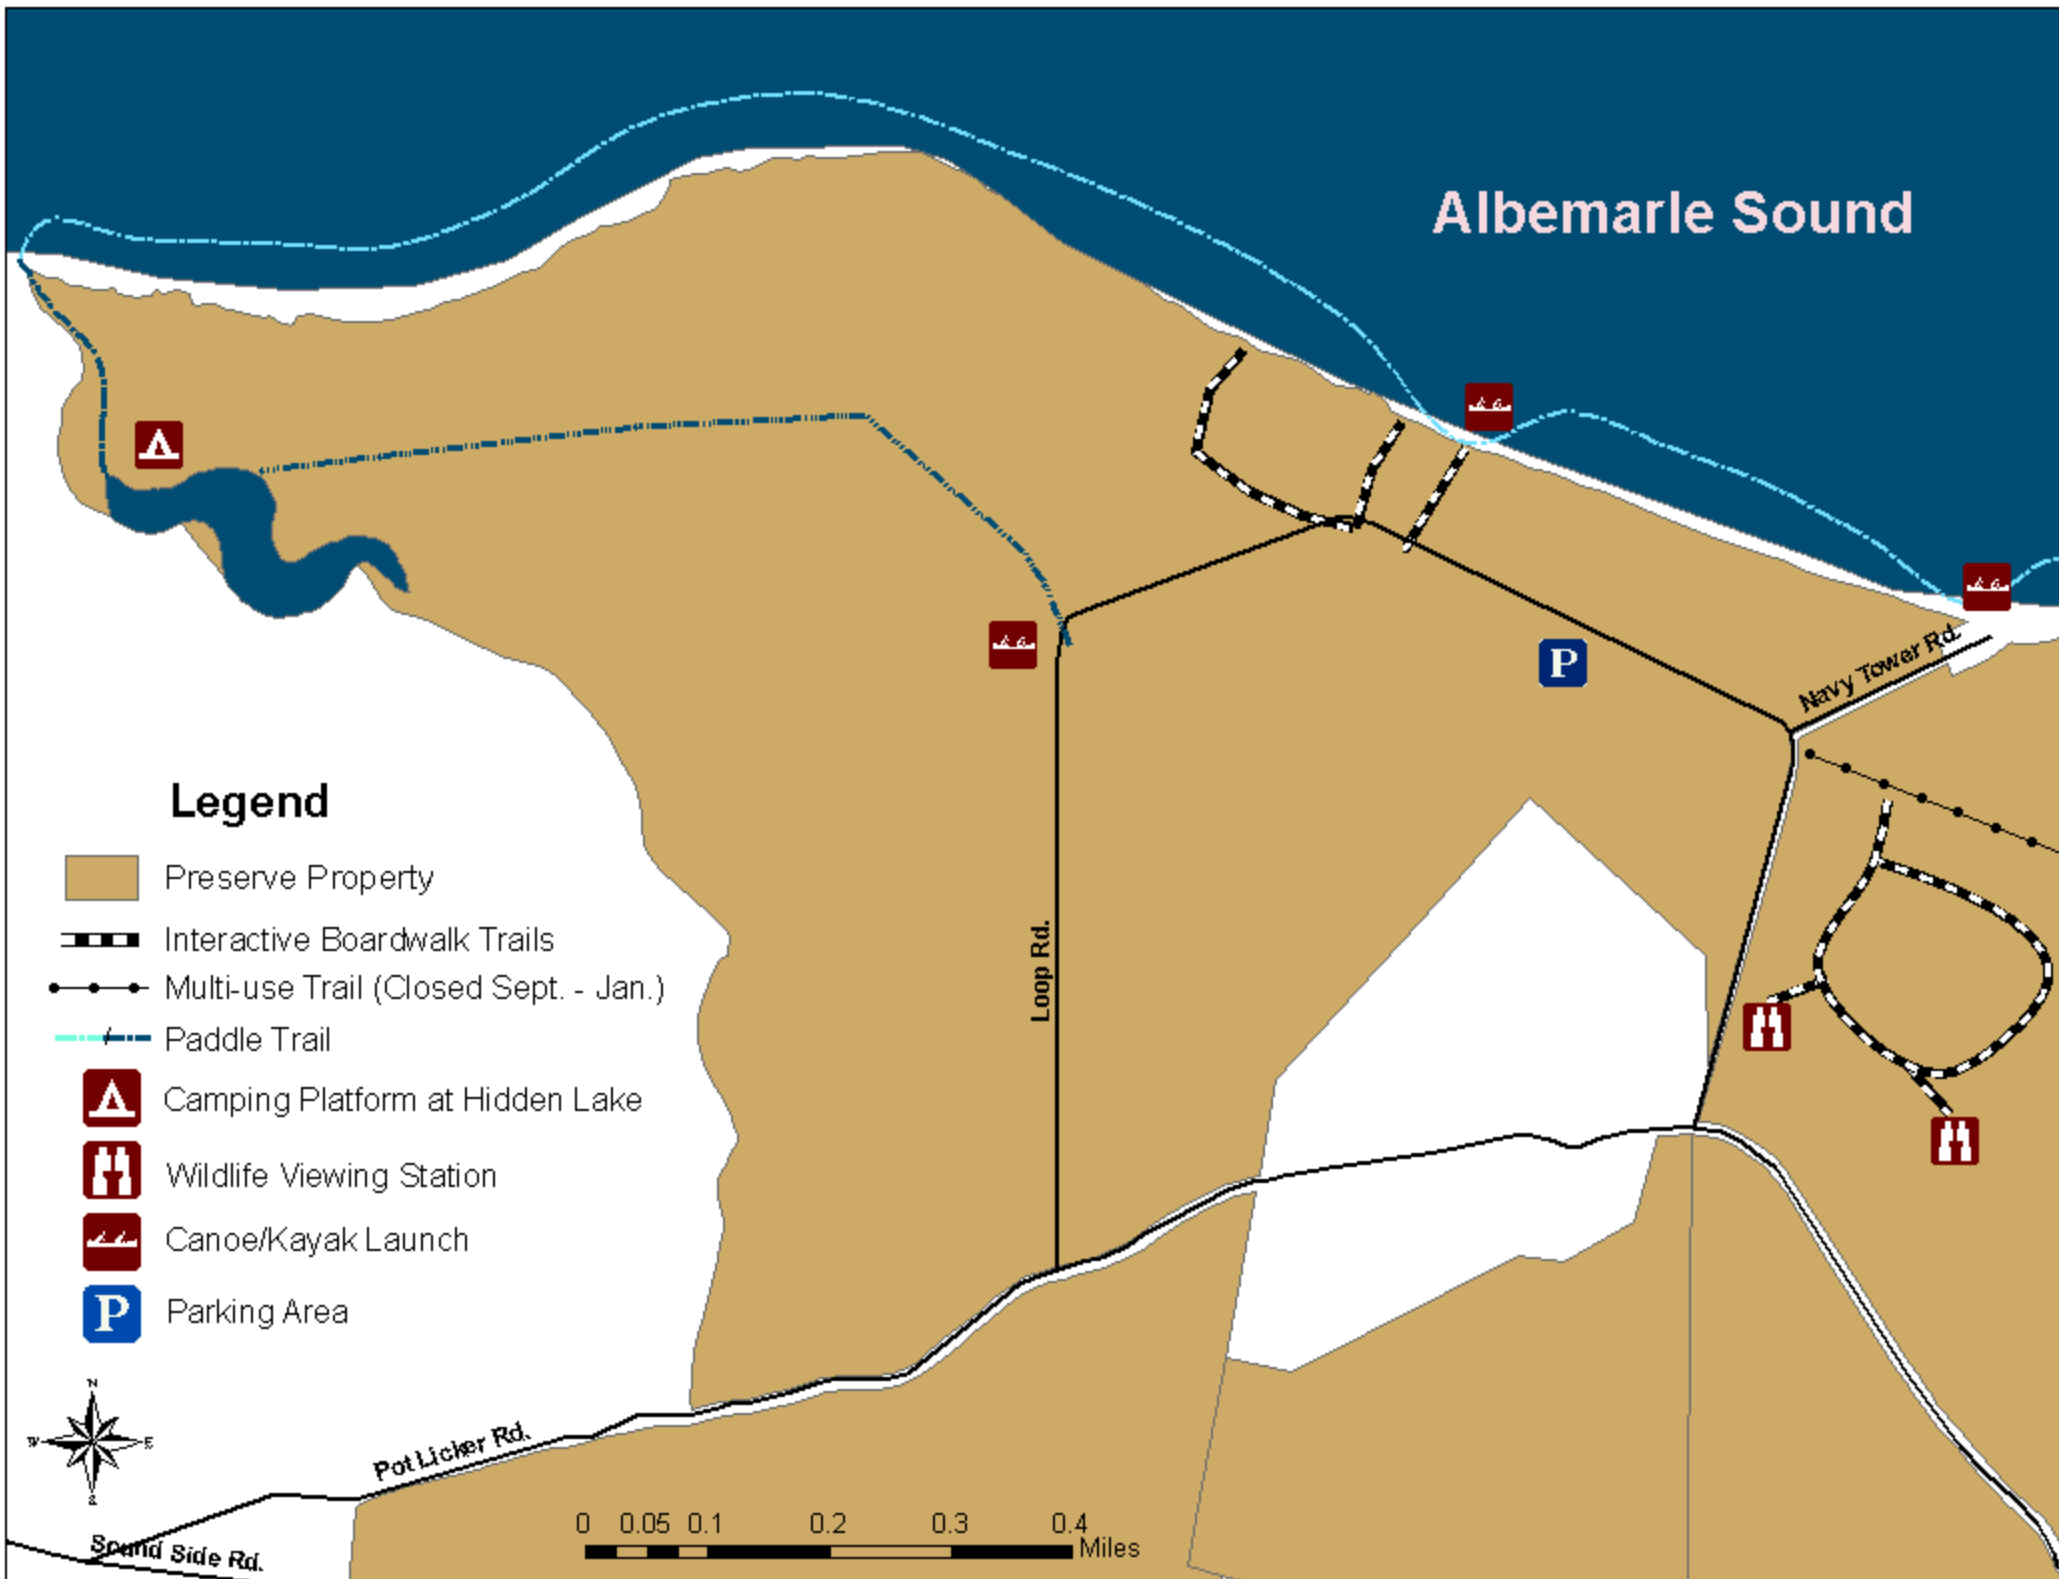 Albemarle Sound
Navy Tower Rd.
P
Loop Rd.
Legend
Preserve Property
Interactive Boardwalk Trails
Multi-use Trail (Closed Sept. - Jan.)
Paddle Trail
Camping Platform at Hidden Lake
Wildlife Viewing Station
Canoe/Kayak Launch
P Parking Area
N
W E
S
Pot Licker Rd.
Sound Side Rd.
0 0.05 0.1 0.2 0.3 0.4
Miles